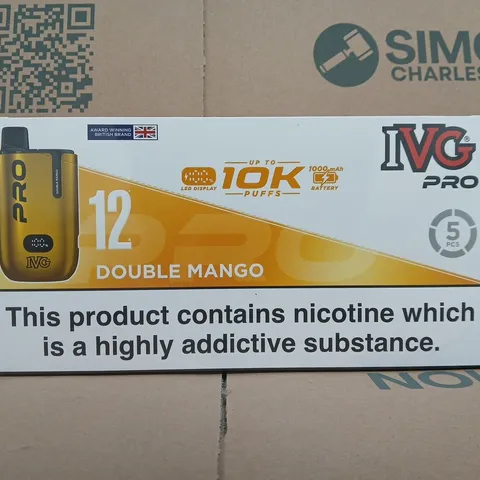 SIMO
CHARLES
AWARD WINNING
BRITISH BRAND
IVG
PRO
UP TO
10K
PUFFS
LED DISPLAY
1000mAh
BATTERY
PRO
IVG
12
DOUBLE MANGO
5
PCS
This product contains nicotine which
is a highly addictive substance.